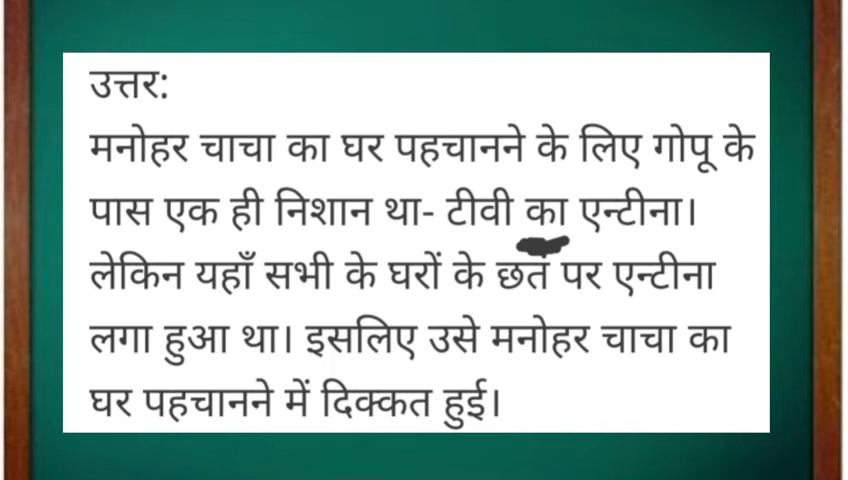 उत्तर:
मनोहर चाचा का घर पहचानने के लिए गोपू के
पास एक ही निशान था- टीवी का एन्टीना।
लेकिन यहाँ सभी के घरों के छत पर एन्टीना
लगा हुआ था। इसलिए उसे मनोहर चाचा का
घर पहचानने में दिक्कत हुई।